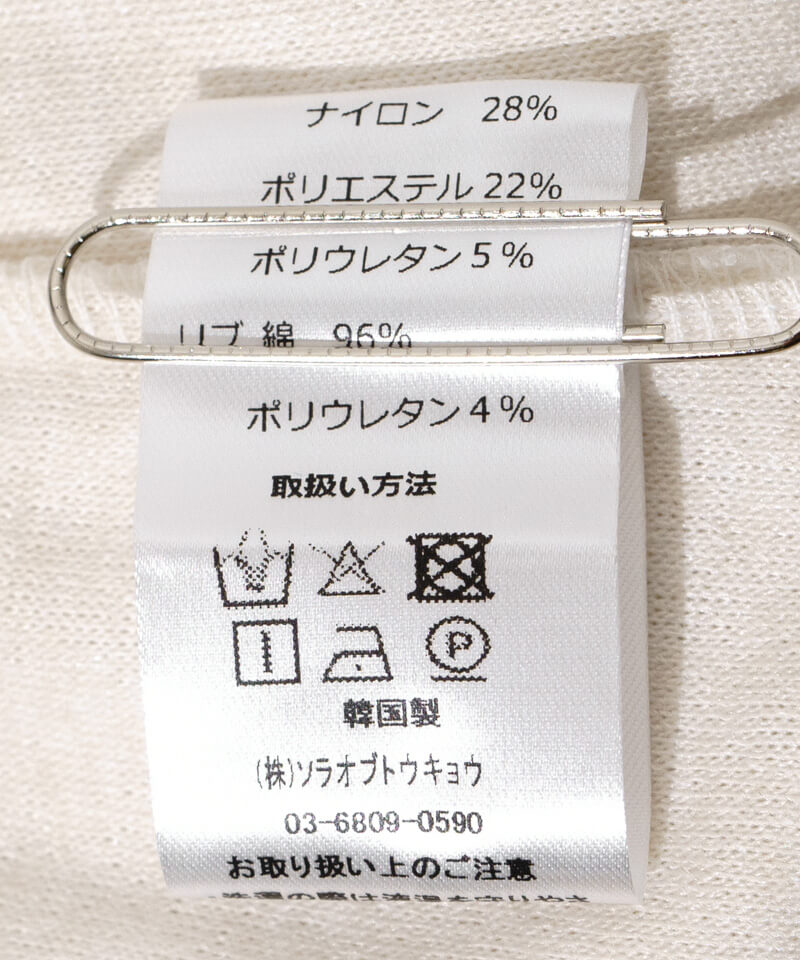 ナイロン 28%
ポリエステル 22%
ポリウレタン 5%
リブ 綿 96%
ポリウレタン 4%
取扱い方法
P
韓国製
(株)ソラオブトウキョウ
03-6809-0590
お取り扱い上のご注意